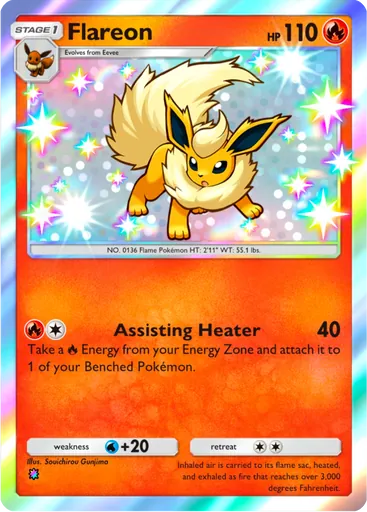 STAGE 1
Flareon
HP 110
Evolves from Eevee
NO. 0136 Flame Pokémon HT: 2'11" WT: 55.1 lbs.
Assisting Heater 40
Take a Energy from your Energy Zone and attach it to
1 of your Benched Pokémon.
weakness +20
retreat
Illus. Souichirou Gunjima
Inhaled air is carried to its flame sac, heated,
and exhaled as fire that reaches over 3,000
degrees Fahrenheit.